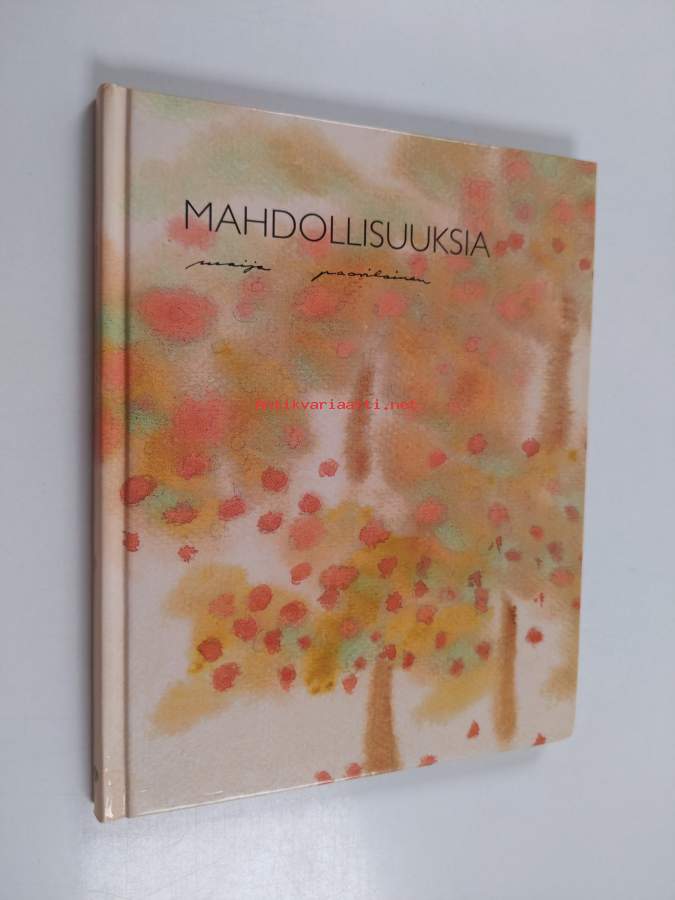 MAHDOLLISUUKSIA
maija paavilainen
Antikvariaatti.net